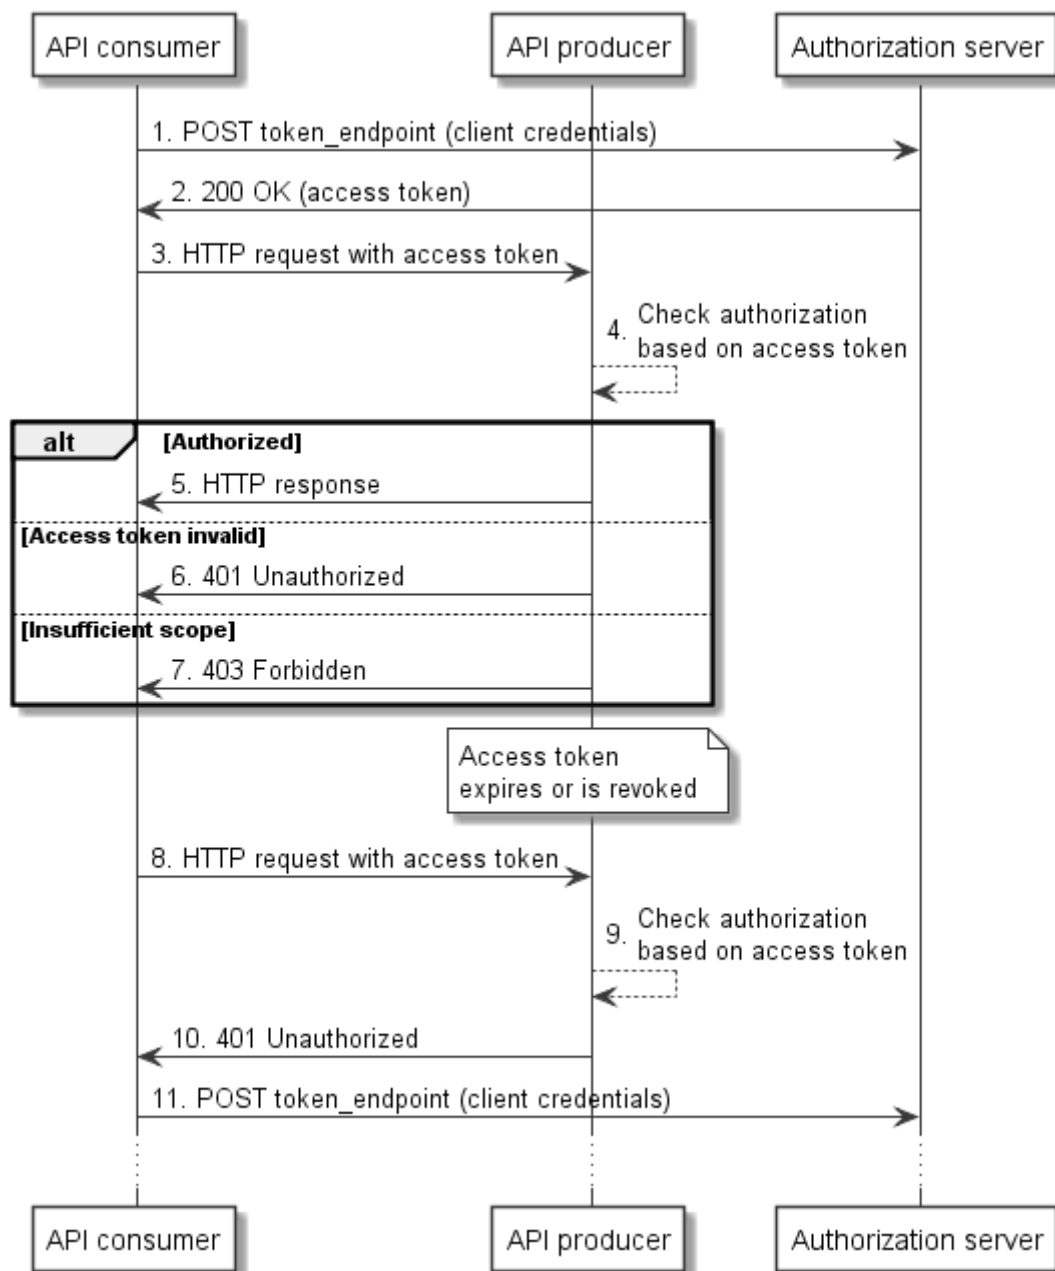 API consumer
API producer
Authorization server
1. POST token_endpoint (client credentials)
2. 200 OK (access token)
3. HTTP request with access token
4. Check authorization
based on access token
alt [Authorized]
5. HTTP response
[Access token invalid]
6. 401 Unauthorized
[Insufficient scope]
7. 403 Forbidden
Access token
expires or is revoked
8. HTTP request with access token
9. Check authorization
based on access token
10. 401 Unauthorized
11. POST token_endpoint (client credentials)
API consumer
API producer
Authorization server